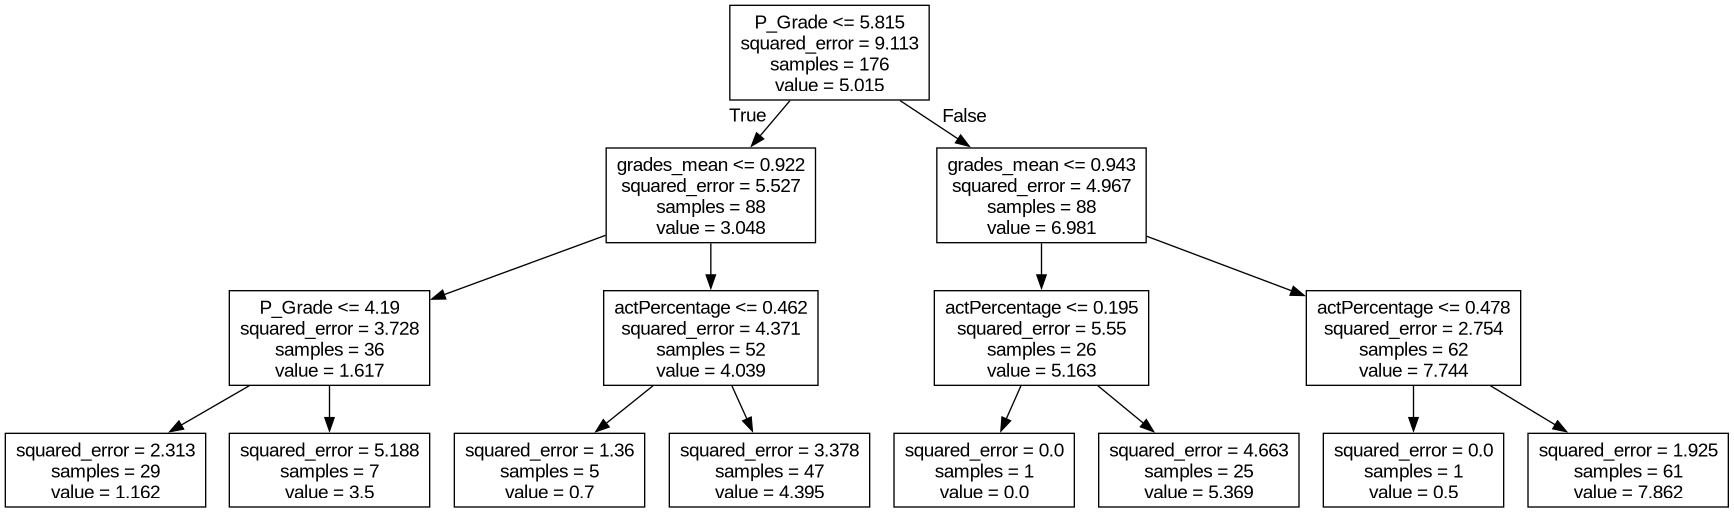 P_Grade <= 5.815
squared_error = 9.113
samples = 176
value = 5.015
True
False
grades_mean <= 0.922
squared_error = 5.527
samples = 88
value = 3.048
grades_mean <= 0.943
squared_error = 4.967
samples = 88
value = 6.981
P_Grade <= 4.19
squared_error = 3.728
samples = 36
value = 1.617
actPercentage <= 0.462
squared_error = 4.371
samples = 52
value = 4.039
actPercentage <= 0.195
squared_error = 5.55
samples = 26
value = 5.163
actPercentage <= 0.478
squared_error = 2.754
samples = 62
value = 7.744
squared_error = 2.313
samples = 29
value = 1.162
squared_error = 5.188
samples = 7
value = 3.5
squared_error = 1.36
samples = 5
value = 0.7
squared_error = 3.378
samples = 47
value = 4.395
squared_error = 0.0
samples = 1
value = 0.0
squared_error = 4.663
samples = 25
value = 5.369
squared_error = 0.0
samples = 1
value = 0.5
squared_error = 1.925
samples = 61
value = 7.862